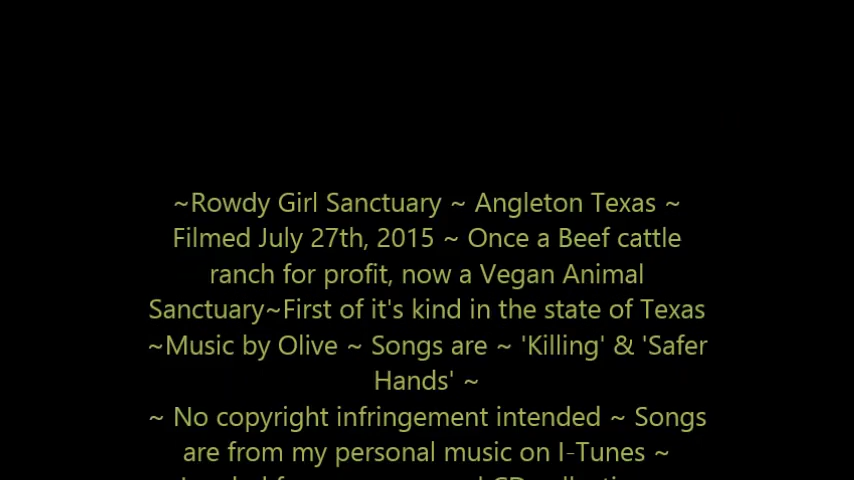 ~Rowdy Girl Sanctuary ~ Angleton Texas ~
Filmed July 27th, 2015 ~ Once a Beef cattle
ranch for profit, now a Vegan Animal
Sanctuary~First of it's kind in the state of Texas
~Music by Olive ~ Songs are ~ 'Killing' & 'Safer
Hands' ~
~ No copyright infringement intended ~ Songs
are from my personal music on I-Tunes ~